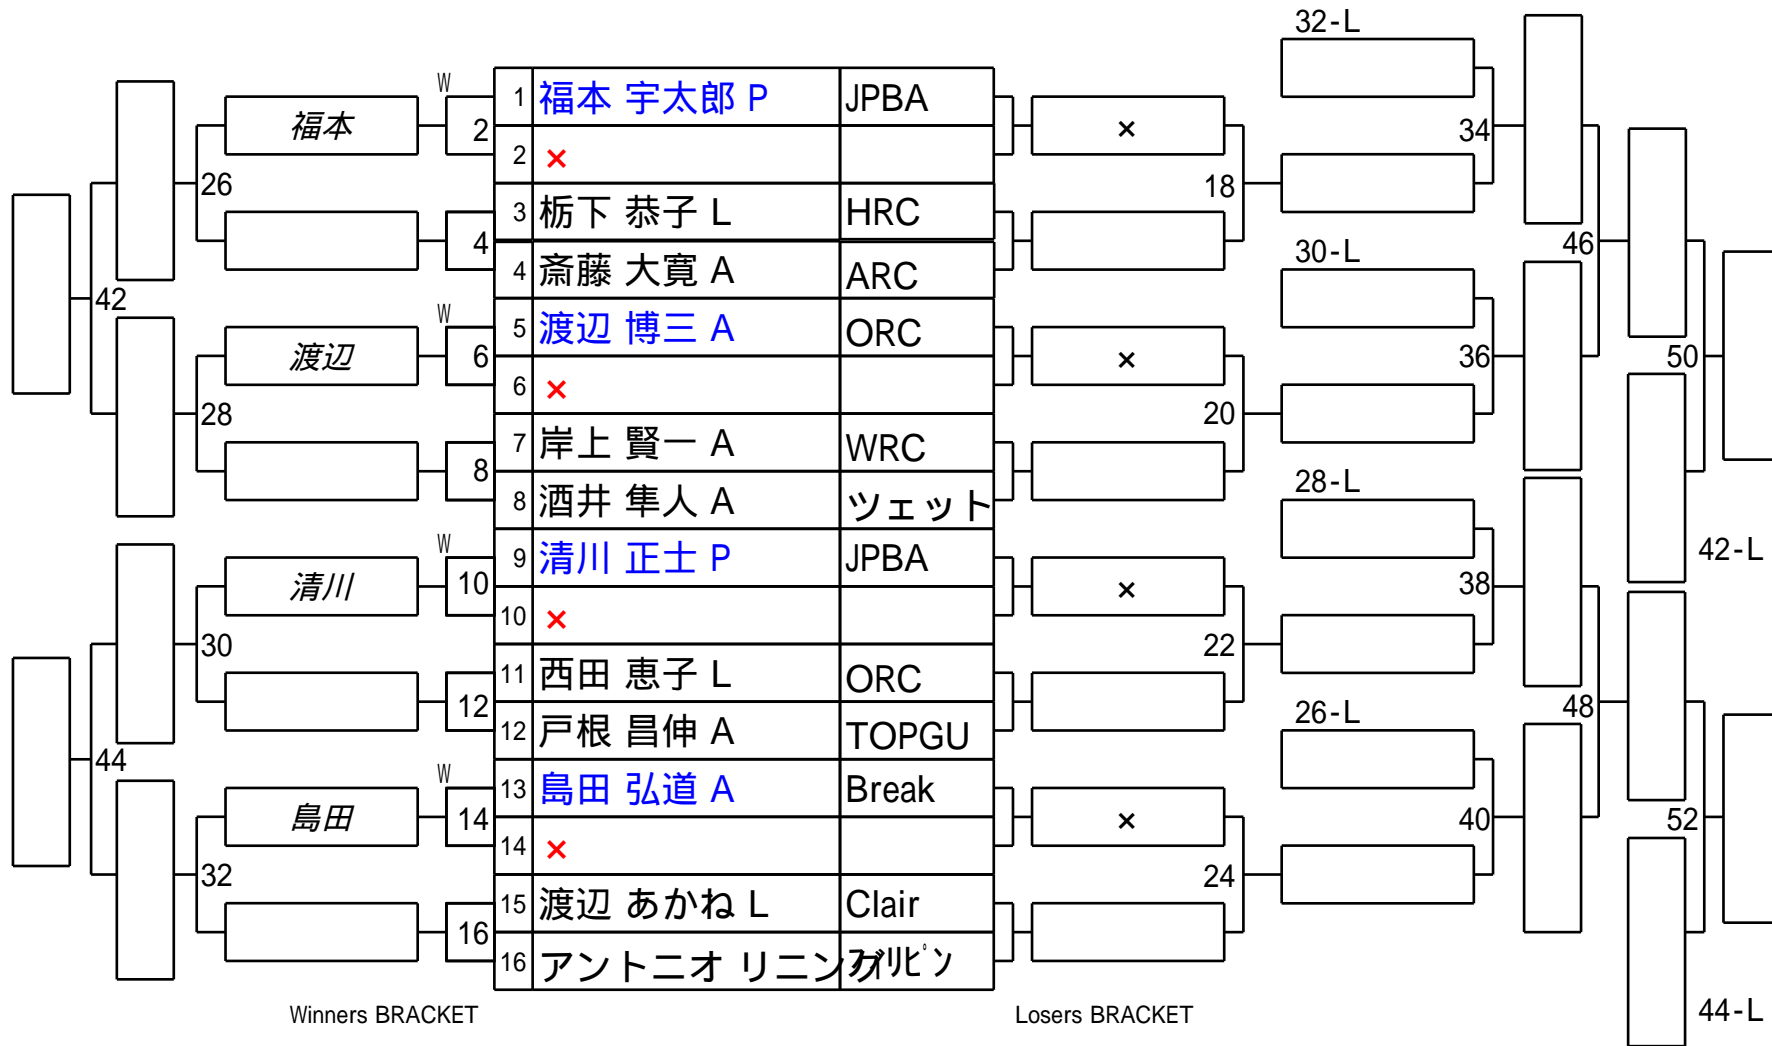 32-L
W
1 福本 宇太郎 P JPBA
福本 2 × 34
2 ×
26 18
3 栃下 恭子 L HRC
4 46
30-L
4 斎藤 大寛 A ARC
42
W
5 渡辺 博三 A ORC
渡辺 6 × 36 50
6 ×
28 20
7 岸上 賢一 A WRC
8
28-L
8 酒井 隼人 A ツェット
W
9 清川 正士 P JPBA 42-L
清川 10 × 38
10 ×
30 22
11 西田 恵子 L ORC
12 48
26-L
12 戸根 昌伸 A TOPGU
44
W
13 島田 弘道 A Break
島田 14 × 40 52
14 ×
32 24
15 渡辺 あかね L Clair
16
16 アントニオ リニング フィリピン
Winners BRACKET Losers BRACKET 44-L